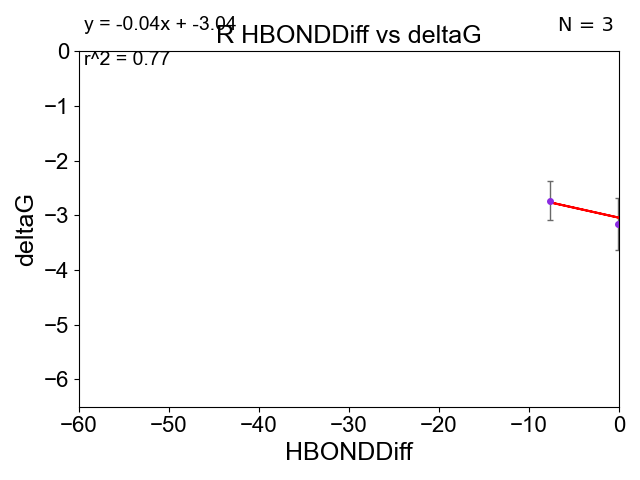 y = -0.04x + -3.04
R HBONDDiff vs deltaG
N = 3
r^2 = 0.77
0
−1
−2
−3
−4
−5
−6
deltaG
−60
−50
−40
−30
−20
−10
0
HBONDDiff